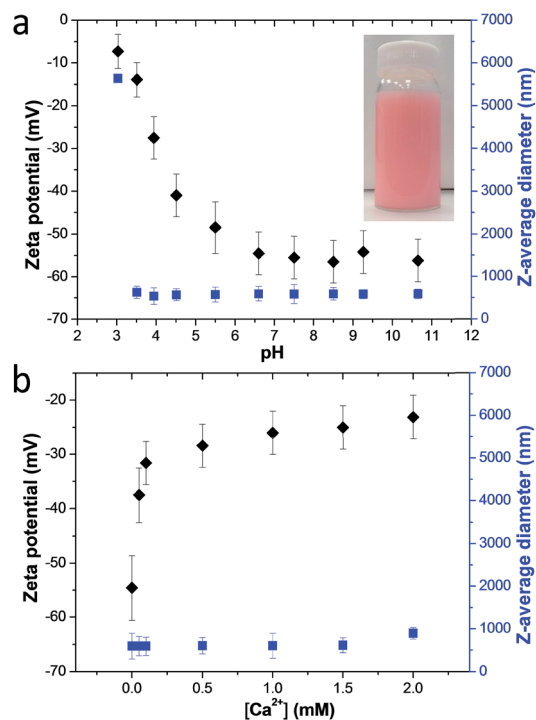 a
-10
-20
-30
-40
-50
-60
-70
Zeta potential (mV)
2 3 4 5 6 7 8 9 10 11 12
pH
7000
6000
5000
4000
3000
2000
1000
0
Z-average diameter (nm)
b
-20
-30
-40
-50
-60
-70
Zeta potential (mV)
0.0 0.5 1.0 1.5 2.0
[Ca²⁺] (mM)
7000
6000
5000
4000
3000
2000
1000
0
Z-average diameter (nm)